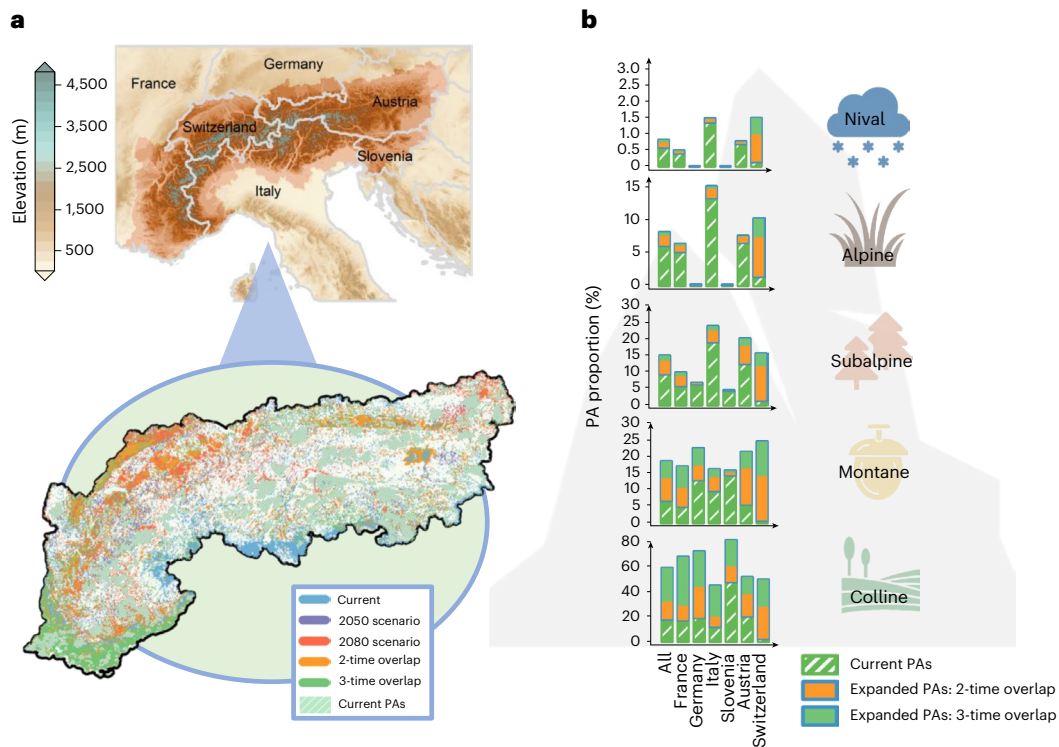 a
Elevation (m)
4,500
3,500
2,500
1,500
500
France
Germany
Switzerland
Austria
Slovenia
Italy
Current
2050 scenario
2080 scenario
2-time overlap
3-time overlap
Current PAs
b
PA proportion (%)
3.0
2.5
2.0
1.5
1.0
0.5
0
Nival
15
10
5
0
Alpine
30
25
20
15
10
5
0
Subalpine
30
25
20
15
10
5
0
Montane
80
60
40
20
0
Colline
All
France
Germany
Italy
Slovenia
Austria
Switzerland
Current PAs
Expanded PAs: 2-time overlap
Expanded PAs: 3-time overlap